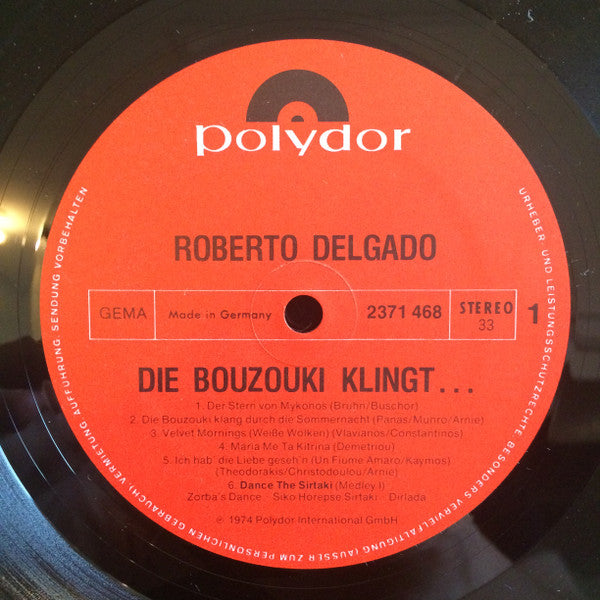 polydor
ROBERTO DELGADO
GEMA
Made in Germany
2371 468
STEREO
33
1
DIE BOUZOUKI KLINGT...
1. Der Stern von Mykonos (Bruhn/Buschor)
2. Die Bouzouki klang durch die Sommernacht (Panas/Munro/Arnie)
3. Velvet Mornings (Weiße Wolken) (Vlavianos/Constantinos)
4. Maria Me Ta Kitrina (Demetriou)
5. Ich hab' die Liebe geseh'n (Un Fiume Amaro/Kaymos)
(Theodorakis/Christodoulou/Arnie)
6. Dance The Sirtaki (Medley I)
Zorba's Dance - Siko Horepse Sirtaki - Dirlada
℗ 1974 Polydor International GmbH
URHEBER- UND LEISTUNGSSCHUTZRECHTE BESONDERS VERVIELFÄLTIGUNG (AUSSER ZUM PERSÖNLICHEN GEBRAUCH) VERMIETUNG AUFFÜHRUNG, SENDUNG VORBEHALTEN